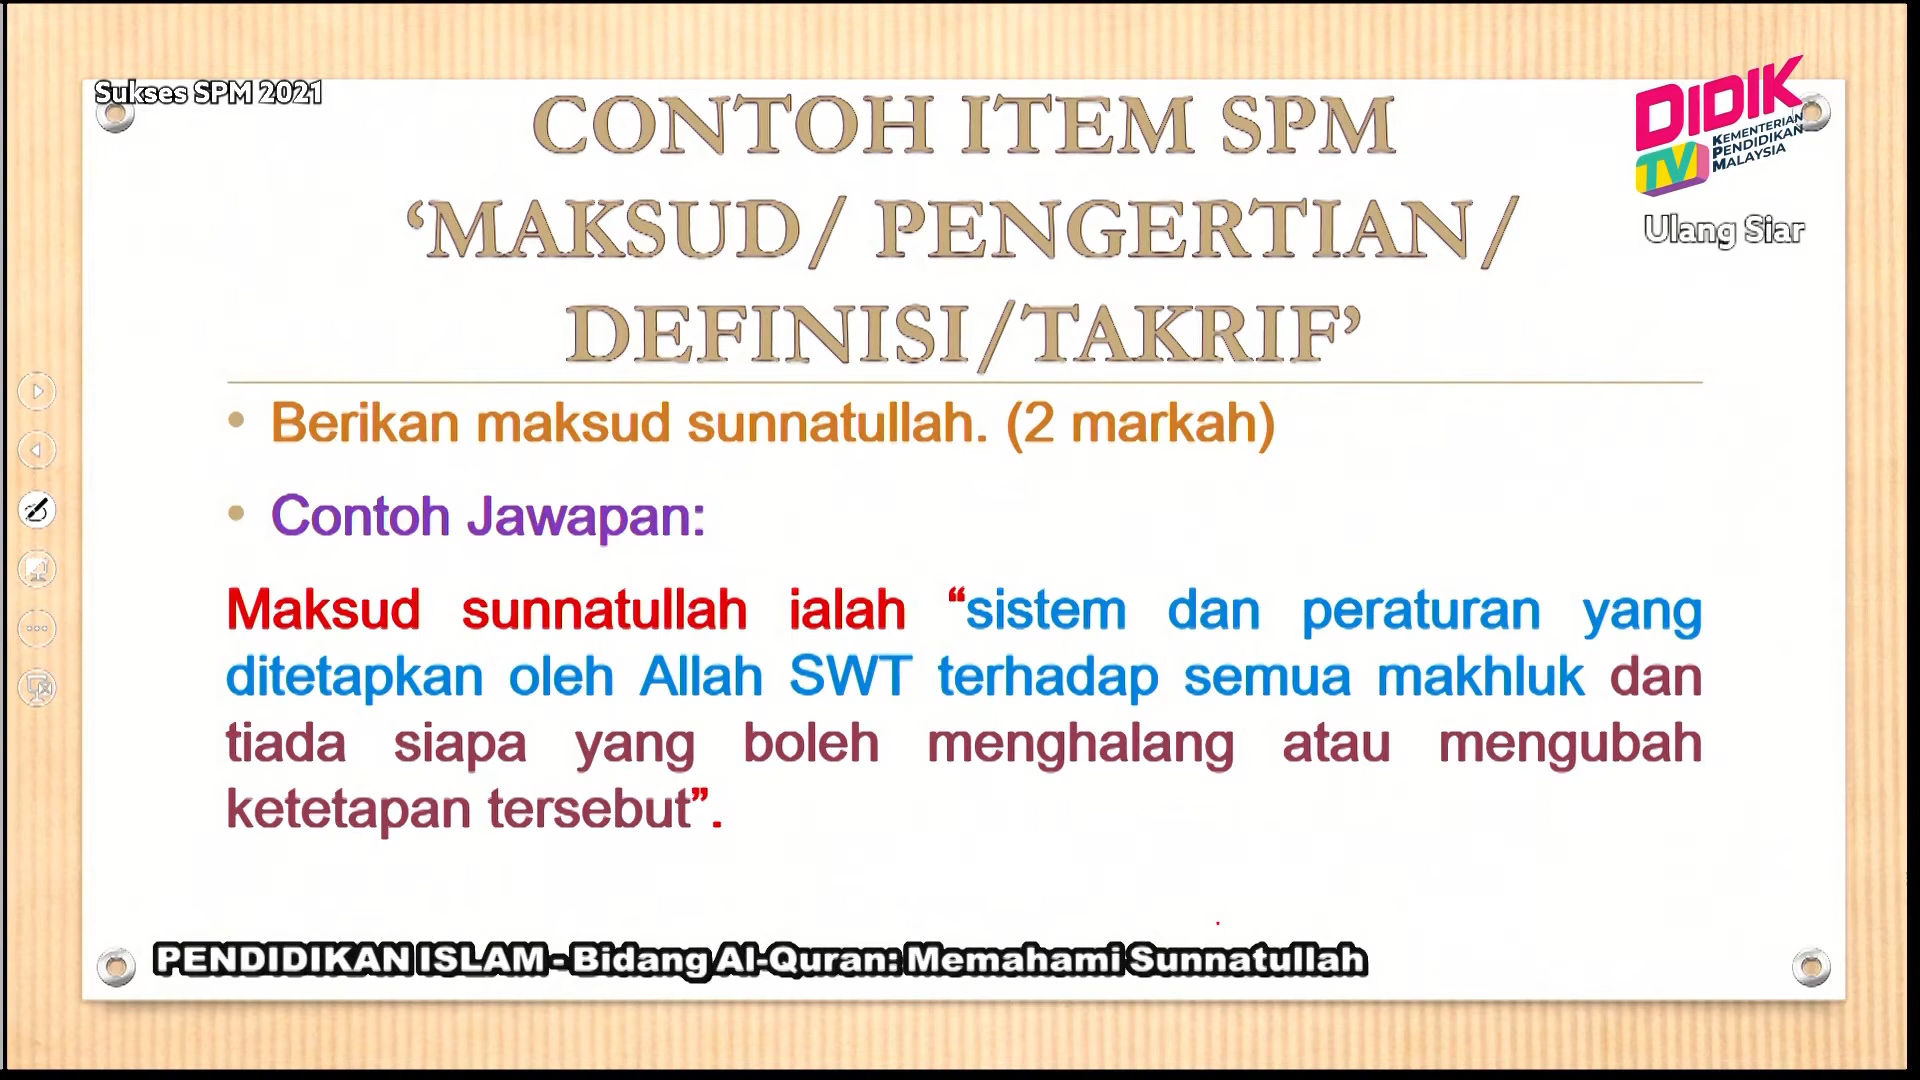 Sukses SPM 2021
CONTOH ITEM SPM
‘MAKSUD/ PENGERTIAN/
DEFINISI/TAKRIF’
DIDIK
TV
KEMENTERIAN
PENDIDIKAN
MALAYSIA
Ulang Siar
• Berikan maksud sunnatullah. (2 markah)
• Contoh Jawapan:
Maksud sunnatullah ialah “sistem dan peraturan yang
ditetapkan oleh Allah SWT terhadap semua makhluk dan
tiada siapa yang boleh menghalang atau mengubah
ketetapan tersebut”.
PENDIDIKAN ISLAM - Bidang Al-Quran: Memahami Sunnatullah